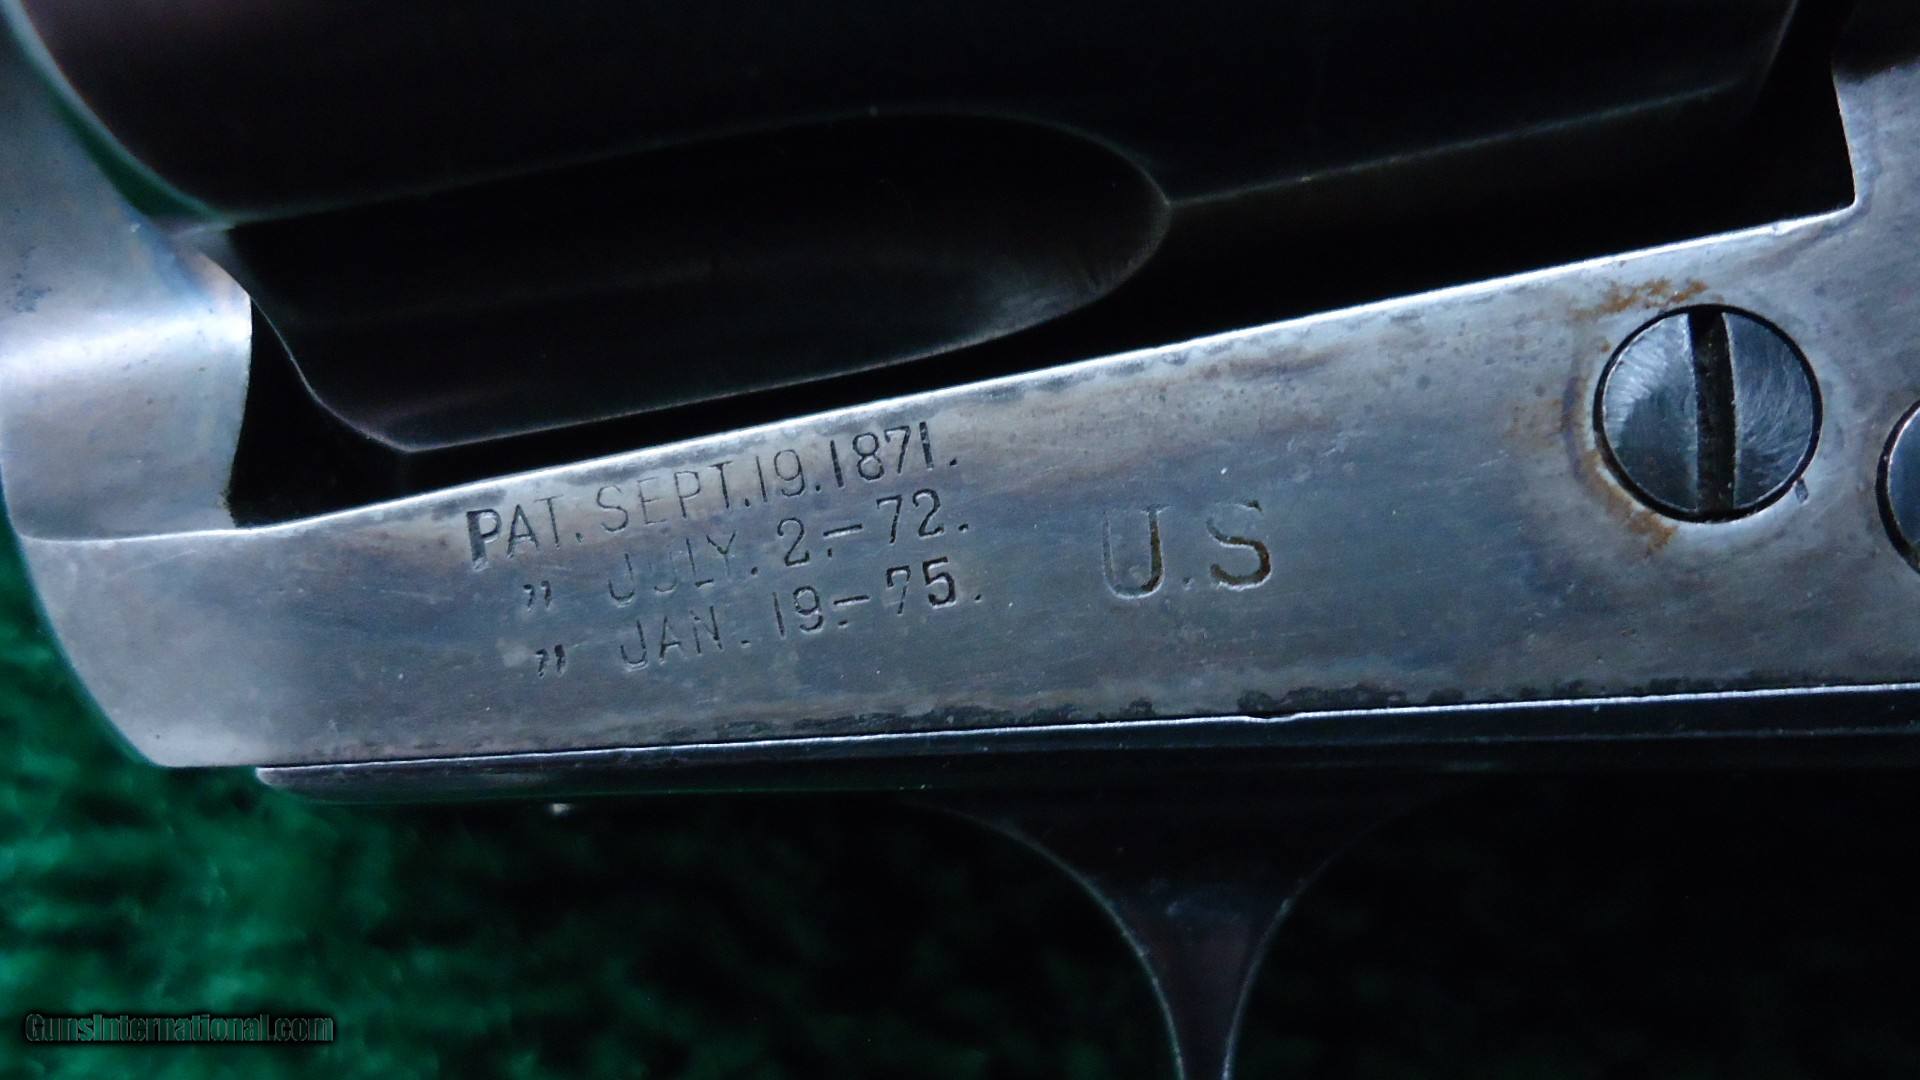 PAT. SEPT. 19. 1871.
" JULY. 2.–72.
" JAN. 19.–75.
U.S
GunsInternational.com